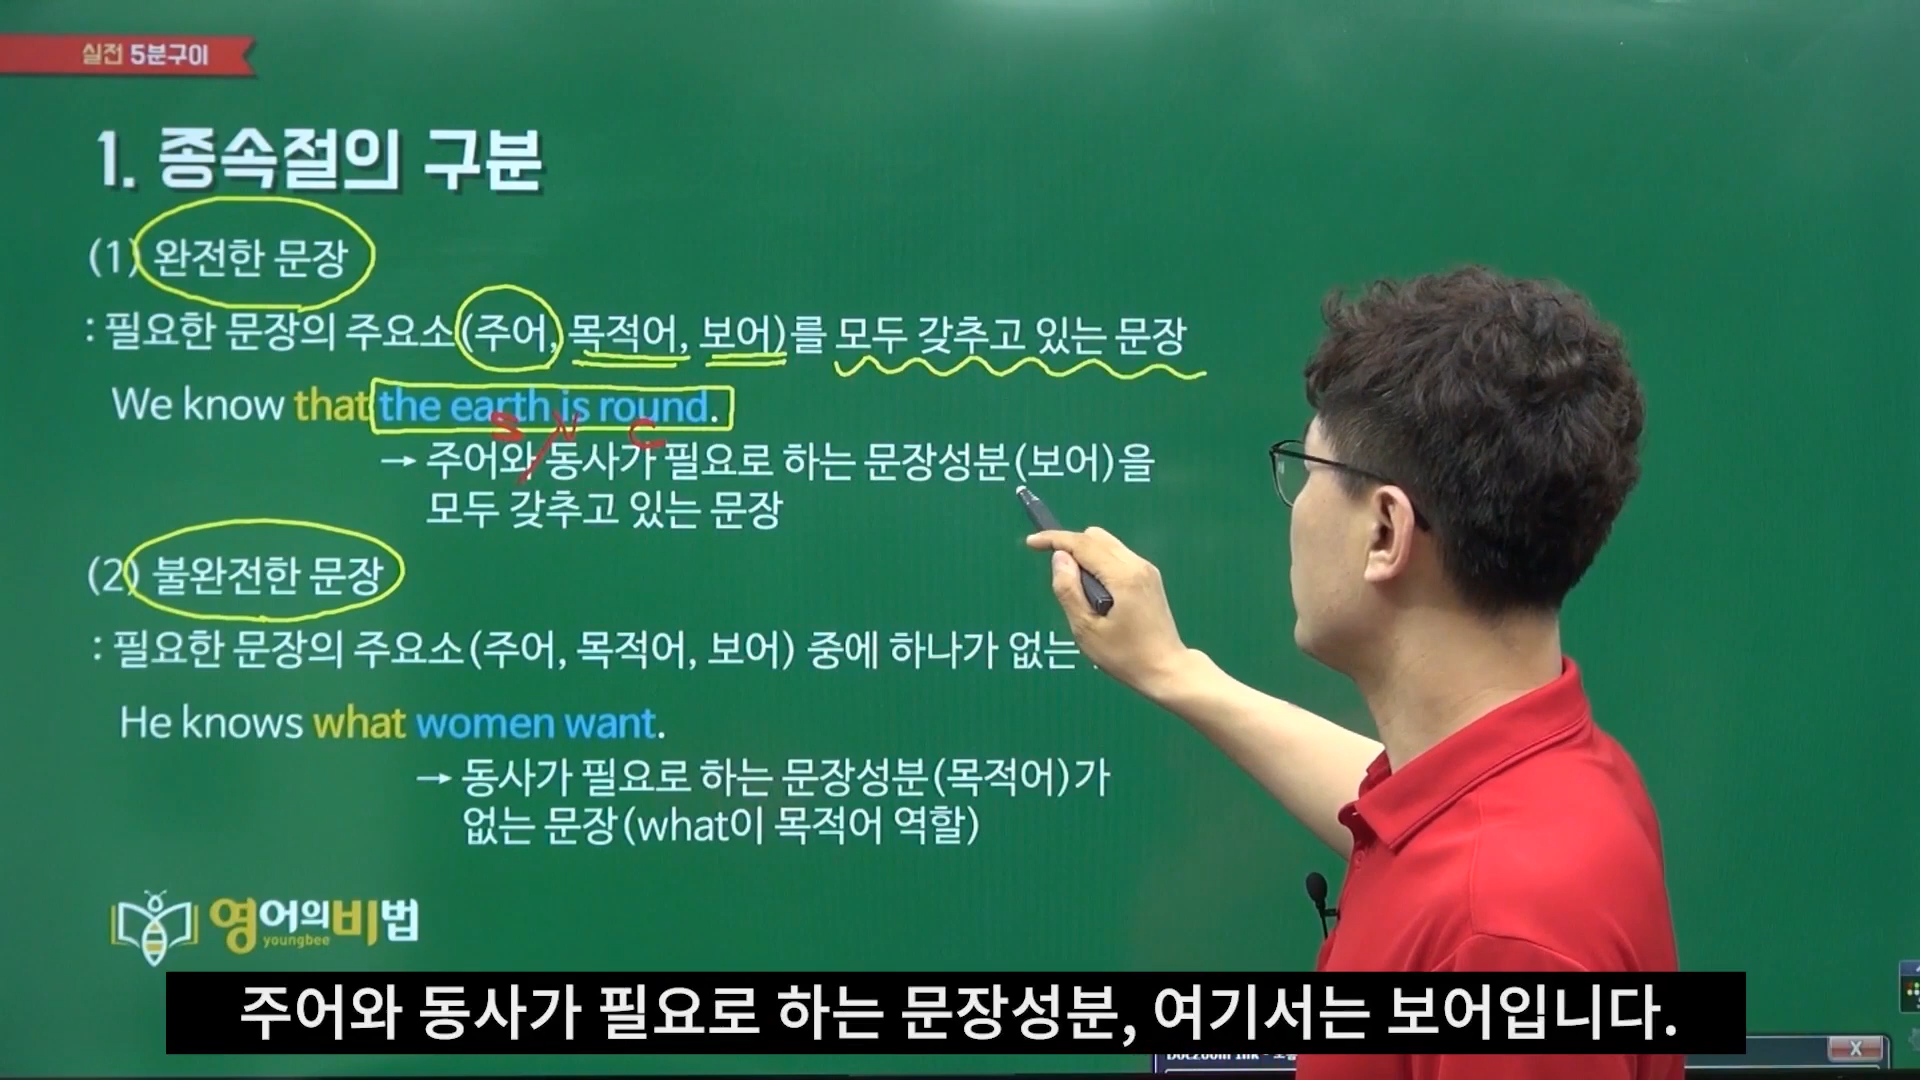 실전 5분구이
1. 종속절의 구분
(1) 완전한 문장
: 필요한 문장의 주요소(주어, 목적어, 보어)를 모두 갖추고 있는 문장
We know that the earth is round.
S V C
→ 주어와 동사가 필요로 하는 문장성분(보어)을
모두 갖추고 있는 문장
(2) 불완전한 문장
: 필요한 문장의 주요소(주어, 목적어, 보어) 중에 하나가 없는
He knows what women want.
→ 동사가 필요로 하는 문장성분(목적어)가
없는 문장(what이 목적어 역할)
영어의비법
youngbee
주어와 동사가 필요로 하는 문장성분, 여기서는 보어입니다.
X